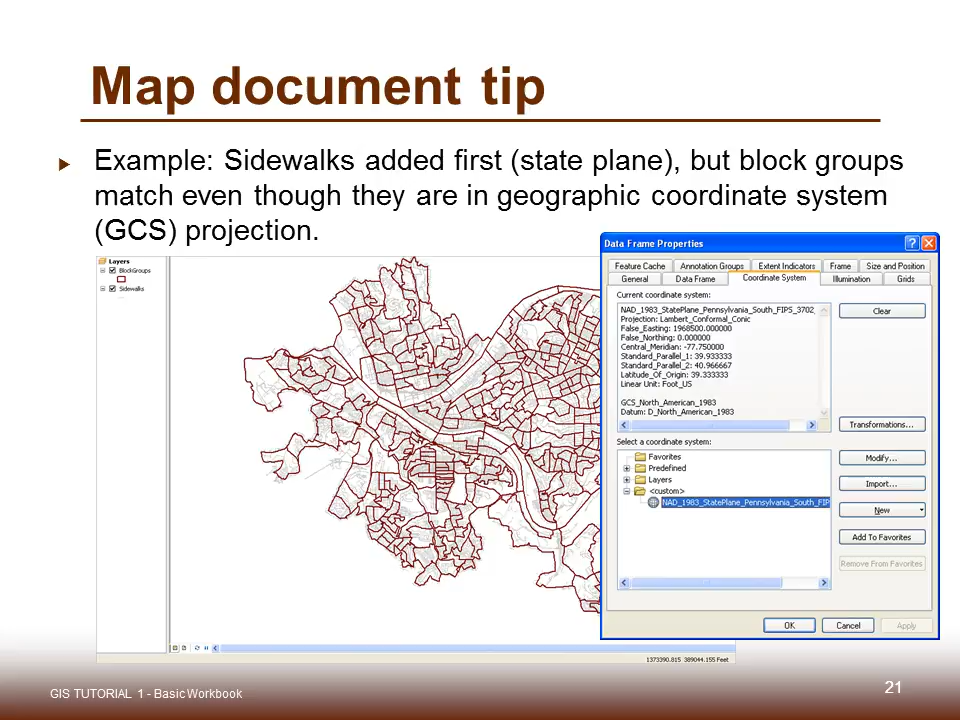 Map document tip
Example: Sidewalks added first (state plane), but block groups
match even though they are in geographic coordinate system
(GCS) projection.
Layers
BlockGroups
Sidewalks
1373390.815 389044.155 Feet
Data Frame Properties
Feature Cache Annotation Groups Extent Indicators Frame Size and Position
General Data Frame Coordinate System Illumination Grids
Current coordinate system:
NAD_1983_StatePlane_Pennsylvania_South_FIPS_3702_
Projection: Lambert_Conformal_Conic
False_Easting: 1968500.000000
False_Northing: 0.000000
Central_Meridian: -77.750000
Standard_Parallel_1: 39.933333
Standard_Parallel_2: 40.966667
Latitude_Of_Origin: 39.333333
Linear Unit: Foot_US
GCS_North_American_1983
Datum: D_North_American_1983
Clear
Transformations...
Select a coordinate system:
Favorites
Predefined
Layers
<custom>
NAD_1983_StatePlane_Pennsylvania_South_FIP
Modify...
Import...
New
Add To Favorites
Remove From Favorites
OK Cancel Apply
GIS TUTORIAL 1 - Basic Workbook
21